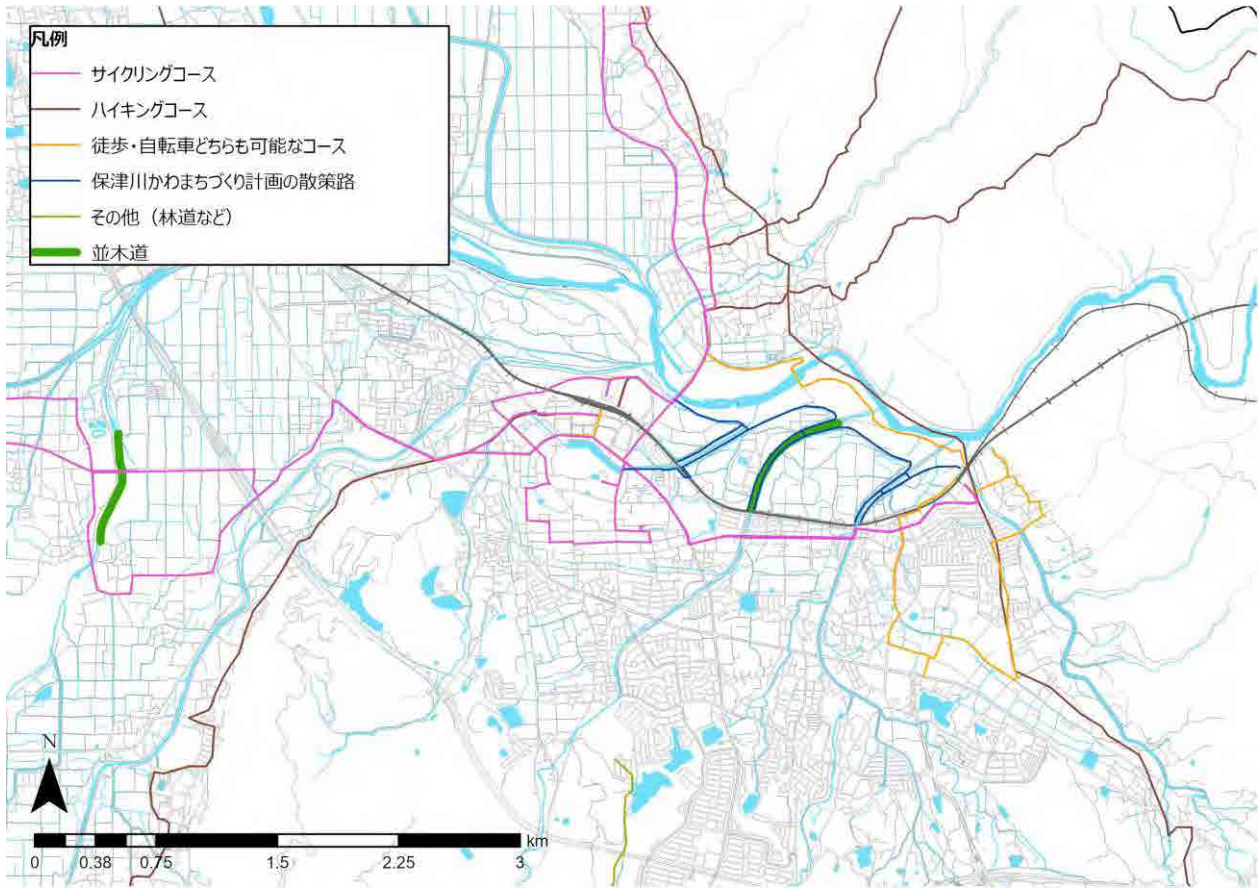 凡例
サイクリングコース
ハイキングコース
徒歩・自転車どちらも可能なコース
保津川かわまちづくり計画の散策路
その他（林道など）
並木道
N
km
0 0.38 0.75 1.5 2.25 3